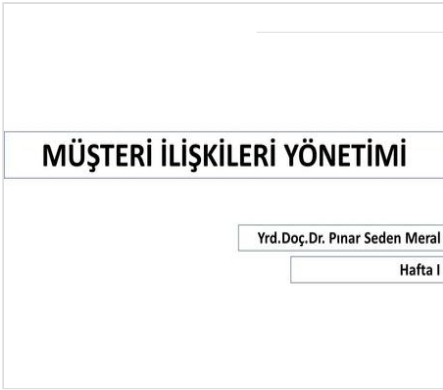 MÜŞTERİ İLİŞKİLERİ YÖNETİMİ
Yrd.Doç.Dr. Pınar Seden Meral
Hafta I